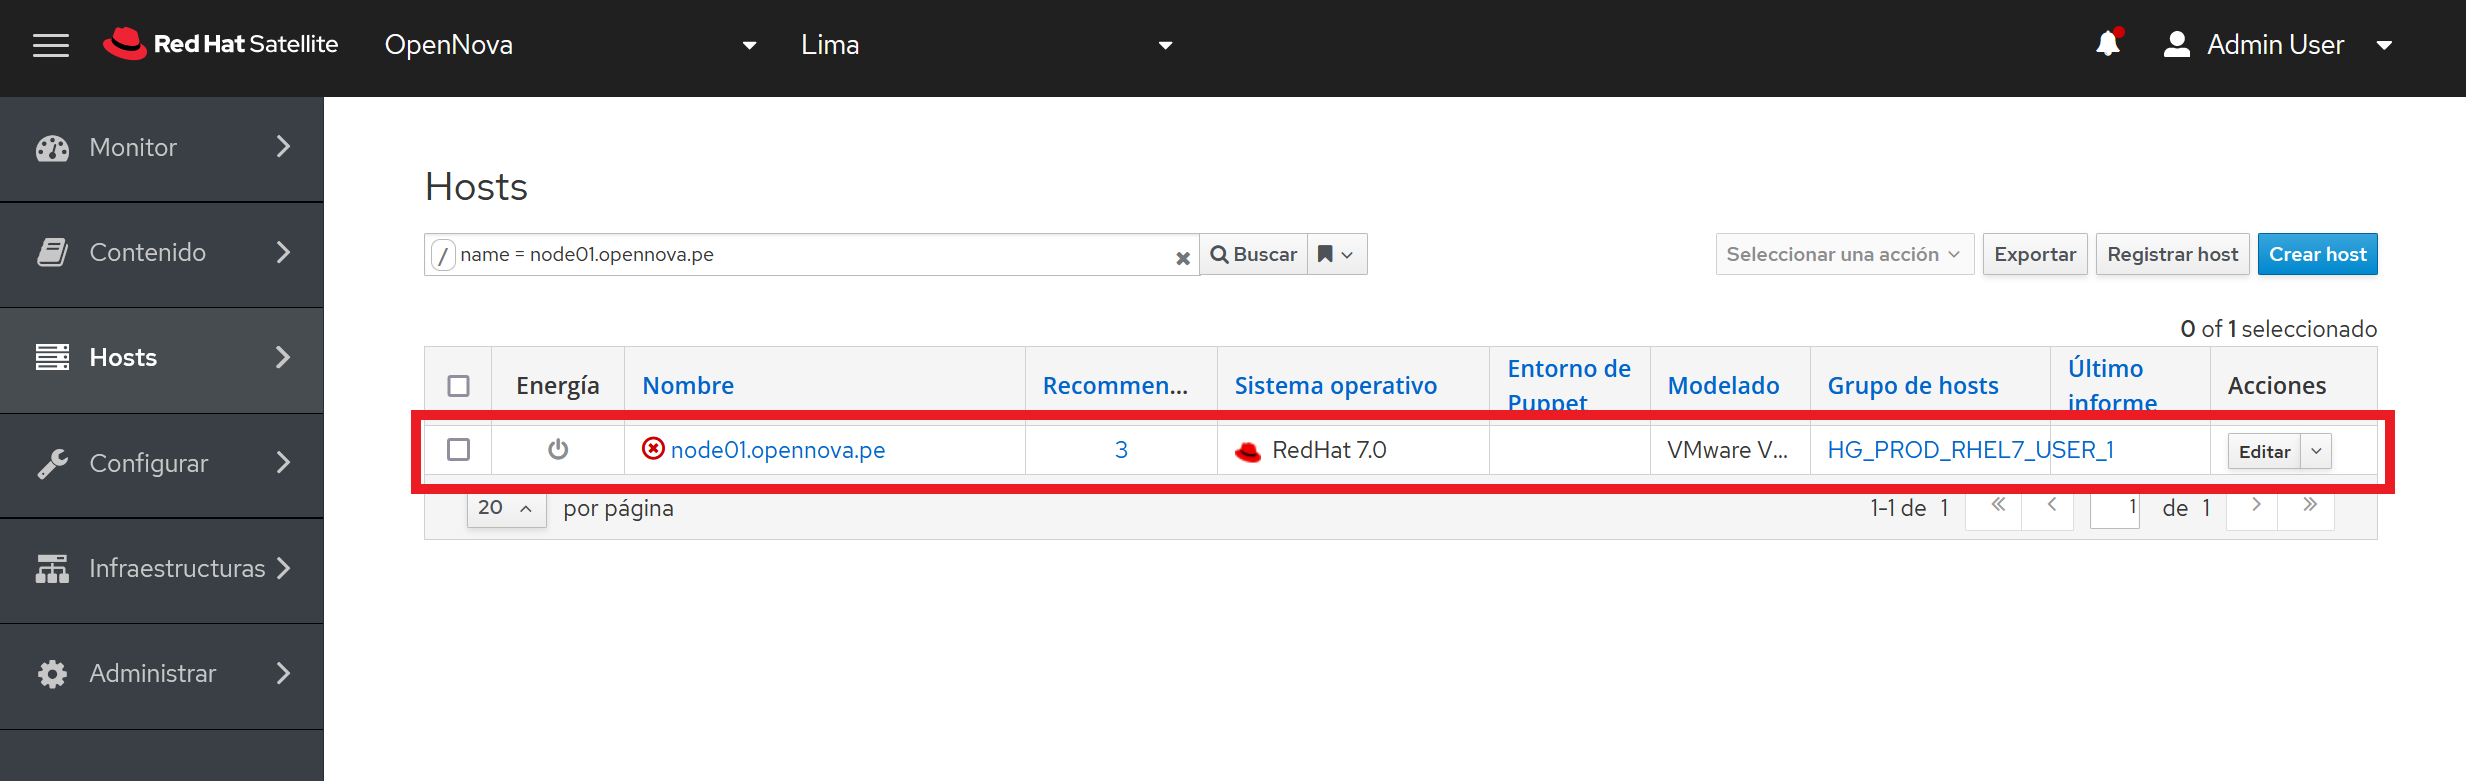 Red Hat Satellite OpenNova Lima Admin User
Monitor
Contenido
Hosts
Configurar
Infraestructuras
Administrar
Hosts
/ name = node01.opennova.pe Buscar Seleccionar una acción Exportar Registrar host Crear host
0 of 1 seleccionado
Energía Nombre Recommen... Sistema operativo Entorno de Puppet Modelado Grupo de hosts Último informe Acciones
node01.opennova.pe 3 RedHat 7.0 VMware V... HG_PROD_RHEL7_USER_1 Editar
20 por página 1-1 de 1 « ‹ 1 de 1 › »